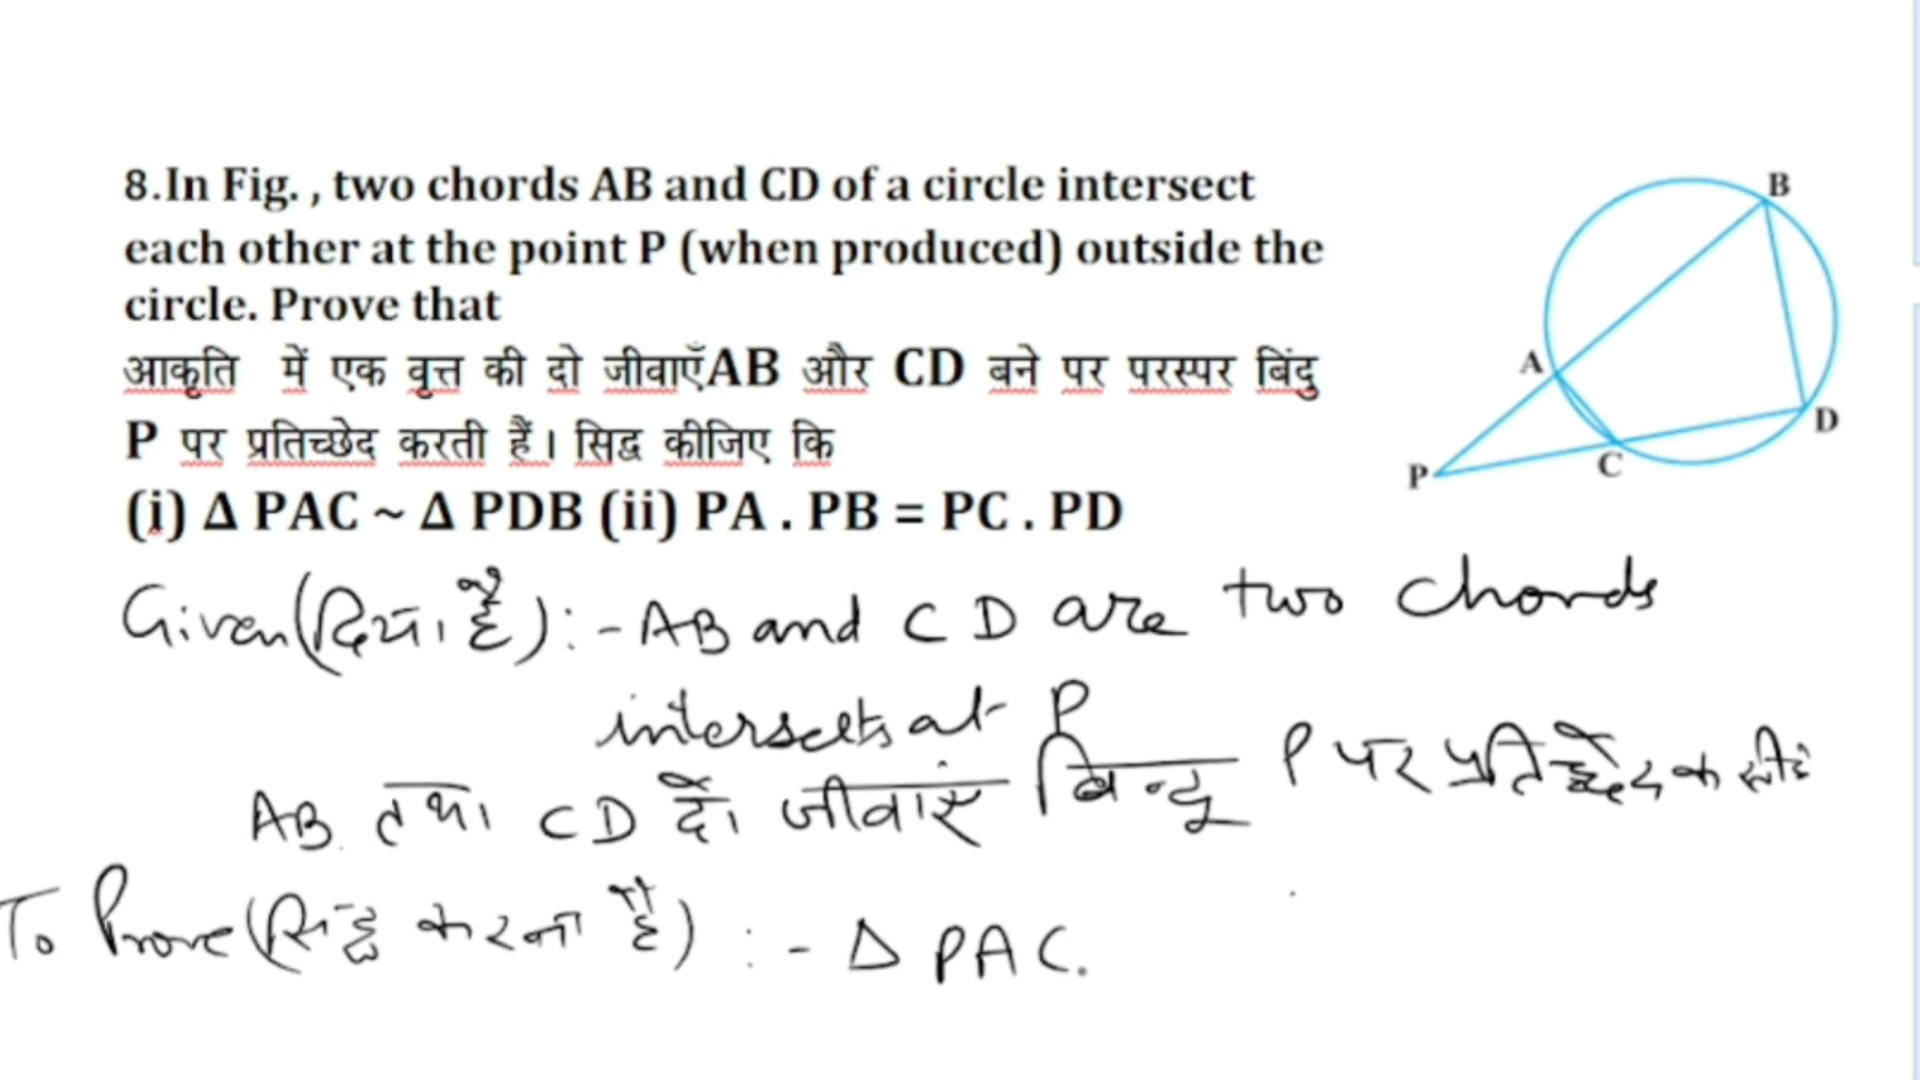 8.In Fig. , two chords AB and CD of a circle intersect
each other at the point P (when produced) outside the
circle. Prove that
आकृति में एक वृत्त की दो जीवाएँ AB और CD बने पर परस्पर बिंदु
P पर प्रतिच्छेद करती हैं। सिद्ध कीजिए कि
(i) Δ PAC ~ Δ PDB (ii) PA . PB = PC . PD
B
A
D
C
P
Given (दिया है) :- AB and CD are two chords
intersects at P
AB तथा CD दो जीवाएं बिन्दू P पर प्रतिच्छेद
To Prove (सिद्ध करना है) :- Δ PAC.